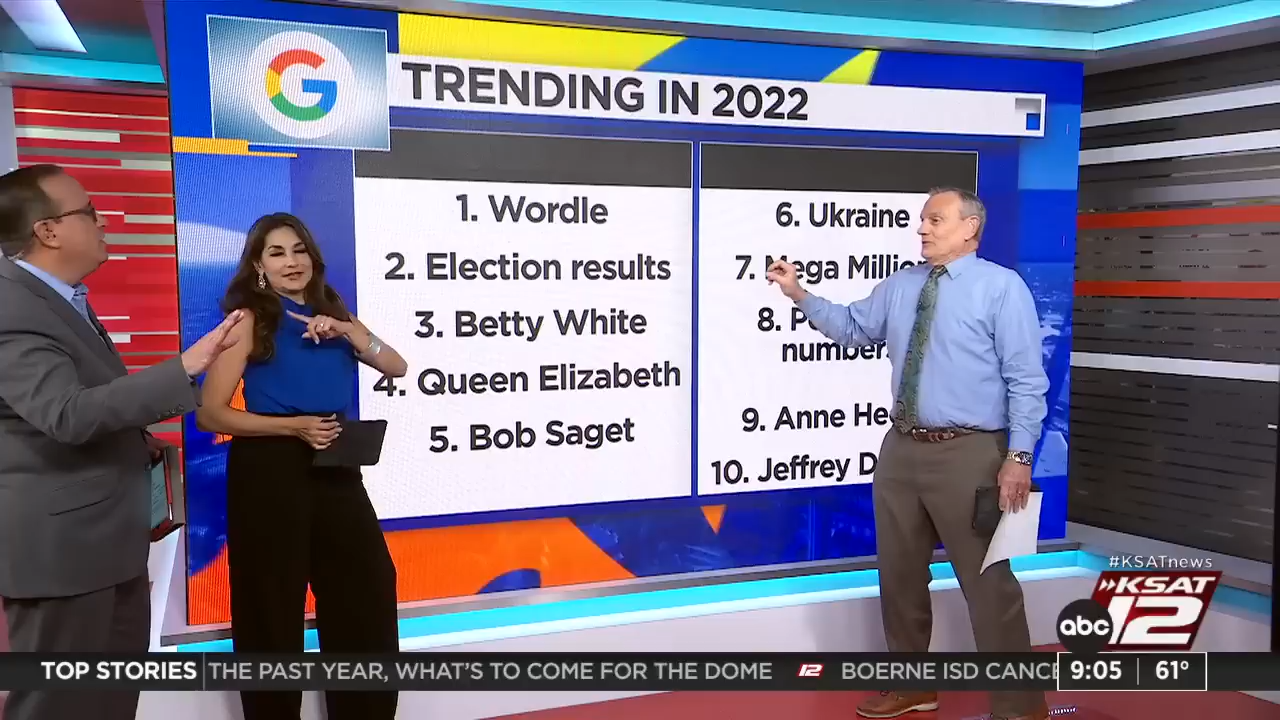 G
TRENDING IN 2022
1. Wordle
2. Election results
3. Betty White
4. Queen Elizabeth
5. Bob Saget
6. Ukraine
7. Mega
8.
9. Anne
10. Jeffrey
#KSATnews
KSAT
abc 12
TOP STORIES THE PAST YEAR, WHAT'S TO COME FOR THE DOME 12 BOERNE ISD 9:05 61°